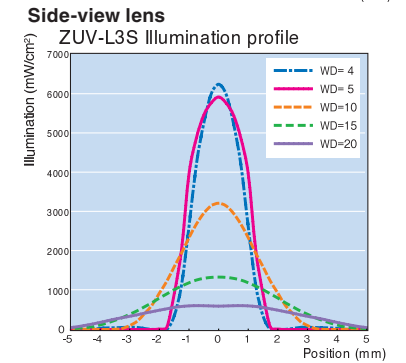 Side-view lens
ZUV-L3S Illumination profile
Illumination (mW/cm²)
7000
6000
5000
4000
3000
2000
1000
0
WD= 4
WD= 5
WD=10
WD=15
WD=20
-5 -4 -3 -2 -1 0 1 2 3 4 5
Position (mm)